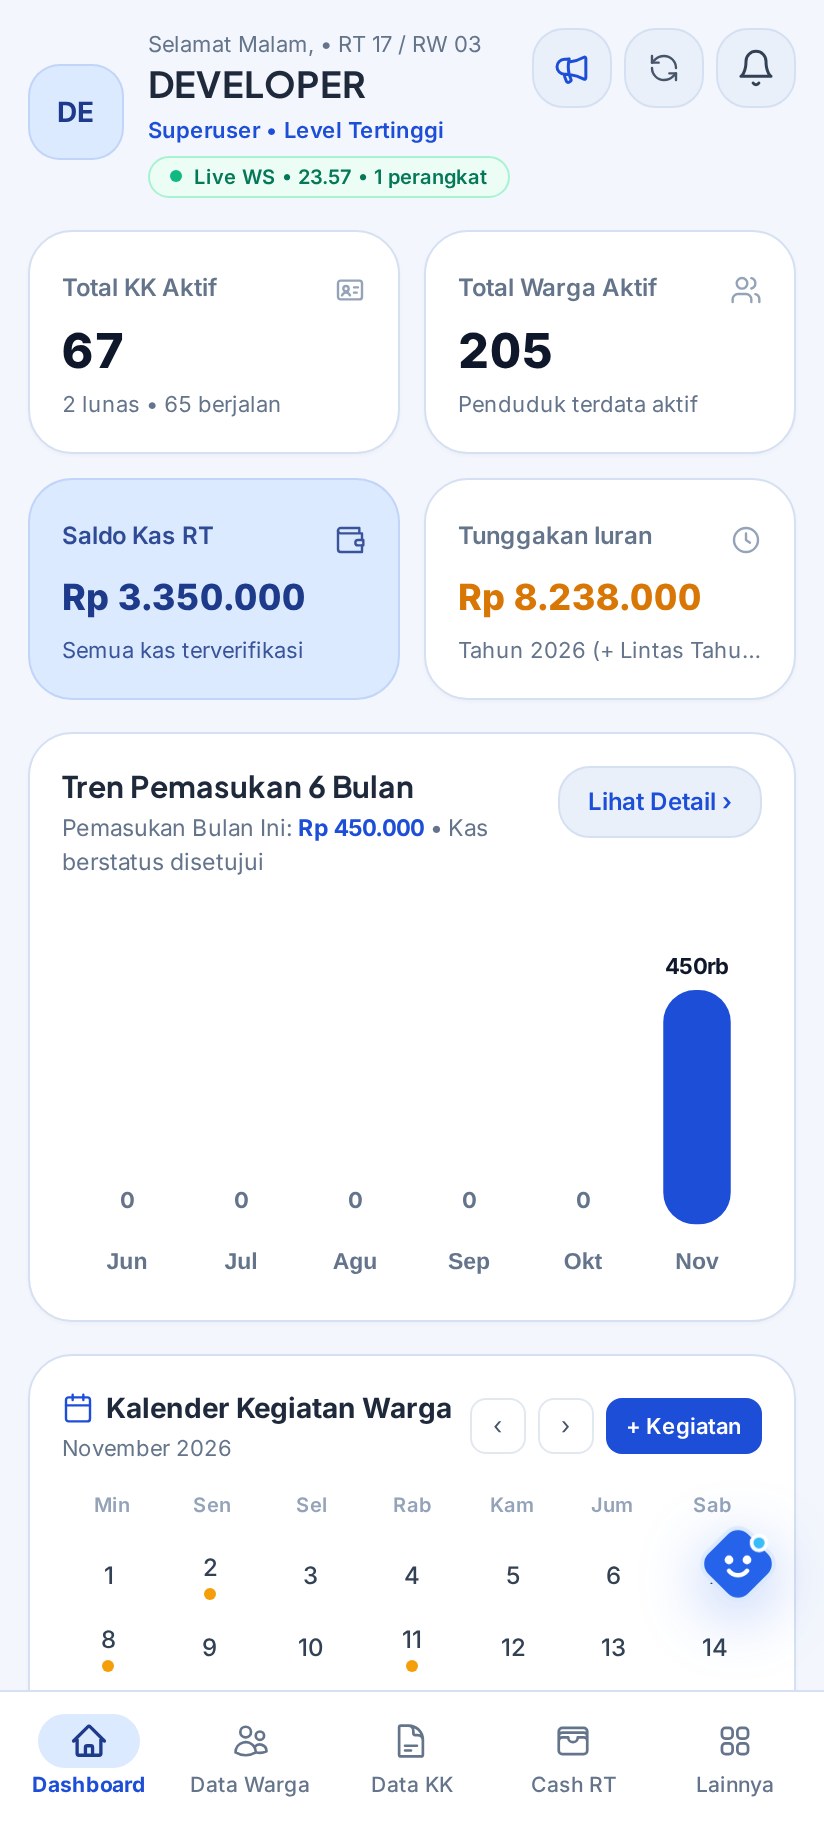 Selamat Malam, • RT 17 / RW 03
DE
DEVELOPER
Superuser • Level Tertinggi
Live WS • 23.57 • 1 perangkat
Total KK Aktif
67
2 lunas • 65 berjalan
Total Warga Aktif
205
Penduduk terdata aktif
Saldo Kas RT
Rp 3.350.000
Semua kas terverifikasi
Tunggakan Iuran
Rp 8.238.000
Tahun 2026 (+ Lintas Tahu...
Tren Pemasukan 6 Bulan
Lihat Detail ›
Pemasukan Bulan Ini: Rp 450.000 • Kas
berstatus disetujui
450rb
0 0 0 0 0
Jun Jul Agu Sep Okt Nov
Kalender Kegiatan Warga
‹ › + Kegiatan
November 2026
Min Sen Sel Rab Kam Jum Sab
1 2 3 4 5 6
8 9 10 11 12 13 14
Dashboard Data Warga Data KK Cash RT Lainnya